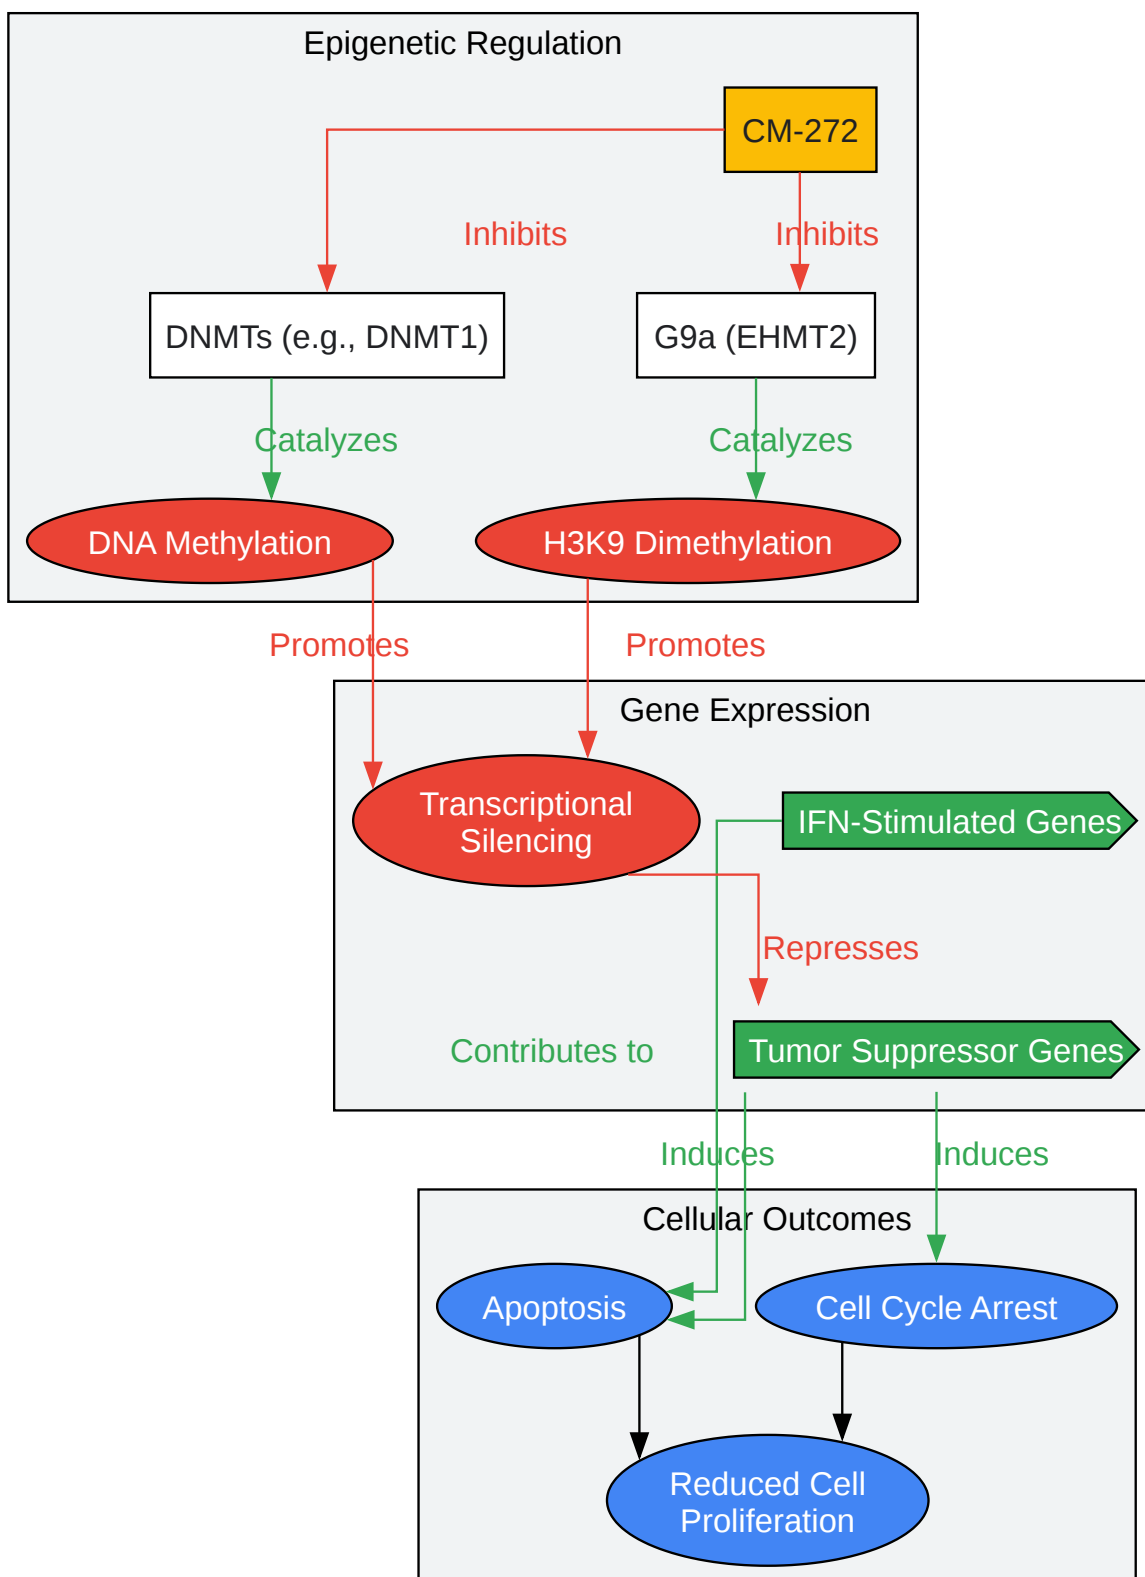 Epigenetic Regulation
CM-272
Inhibits
Inhibits
DNMTs (e.g., DNMT1)
G9a (EHMT2)
Catalyzes
Catalyzes
DNA Methylation
H3K9 Dimethylation
Promotes
Promotes
Gene Expression
Transcriptional
Silencing
IFN-Stimulated Genes
Represses
Contributes to
Tumor Suppressor Genes
Induces
Induces
Cellular Outcomes
Apoptosis
Cell Cycle Arrest
Reduced Cell
Proliferation